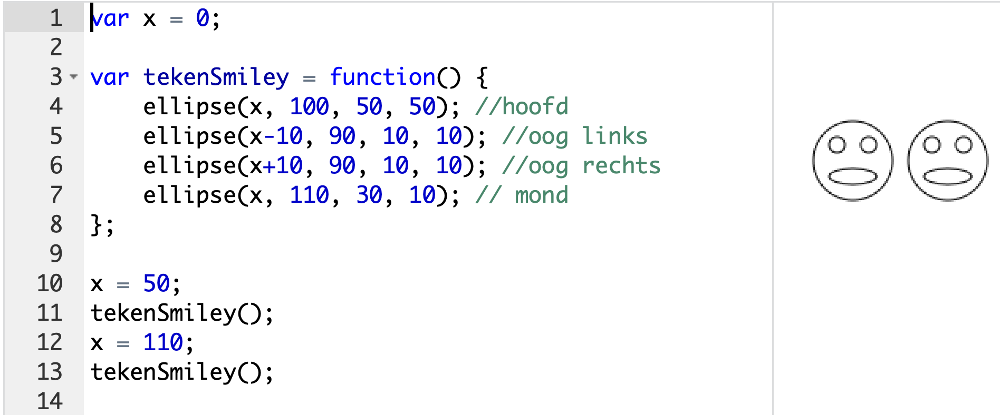 1 var x = 0;
2
3 var tekenSmiley = function() {
4     ellipse(x, 100, 50, 50); //hoofd
5     ellipse(x-10, 90, 10, 10); //oog links
6     ellipse(x+10, 90, 10, 10); //oog rechts
7     ellipse(x, 110, 30, 10); // mond
8 };
9
10 x = 50;
11 tekenSmiley();
12 x = 110;
13 tekenSmiley();
14